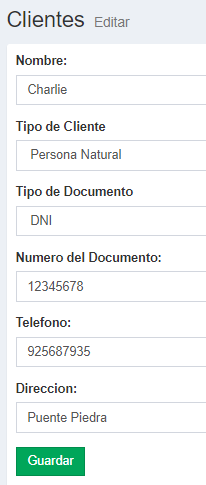 Clientes Editar
Nombre:
Charlie
Tipo de Cliente
Persona Natural
Tipo de Documento
DNI
Numero del Documento:
12345678
Telefono:
925687935
Direccion:
Puente Piedra
Guardar